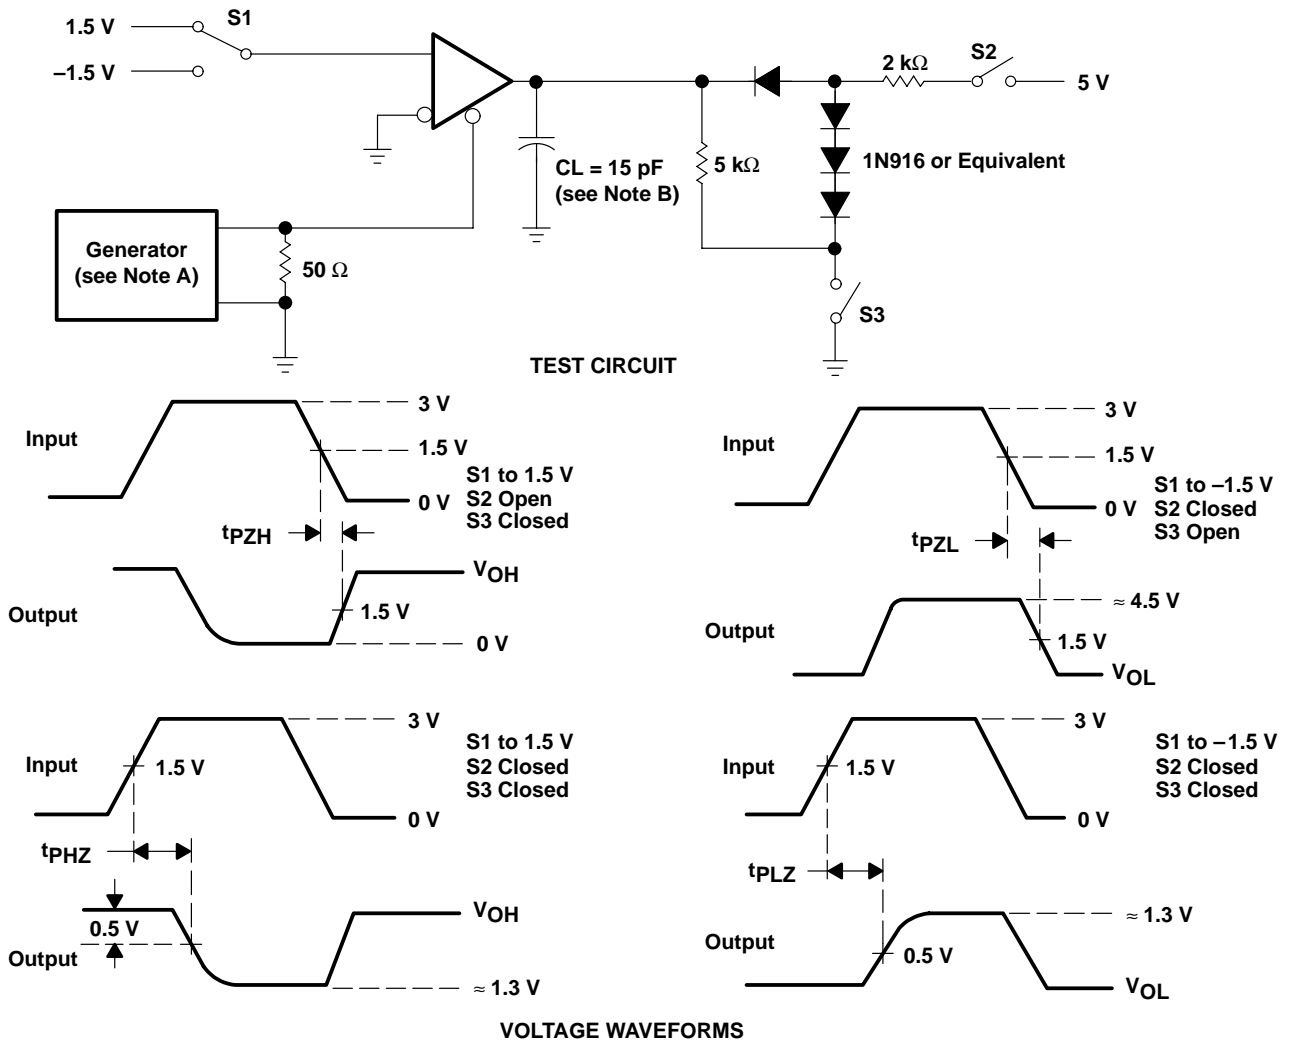 1.5 V
S1
–1.5 V
2 kΩ
S2
5 V
CL = 15 pF
(see Note B)
5 kΩ
1N916 or Equivalent
Generator
(see Note A)
50 Ω
S3
TEST CIRCUIT
Input
3 V
1.5 V
0 V
S1 to 1.5 V
S2 Open
S3 Closed
tPZH
Output
VOH
1.5 V
0 V
Input
3 V
1.5 V
0 V
S1 to –1.5 V
S2 Closed
S3 Open
tPZL
Output
≈ 4.5 V
1.5 V
VOL
Input
3 V
1.5 V
0 V
S1 to 1.5 V
S2 Closed
S3 Closed
tPHZ
Output
0.5 V
VOH
≈ 1.3 V
Input
3 V
1.5 V
0 V
S1 to –1.5 V
S2 Closed
S3 Closed
tPLZ
Output
≈ 1.3 V
0.5 V
VOL
VOLTAGE WAVEFORMS